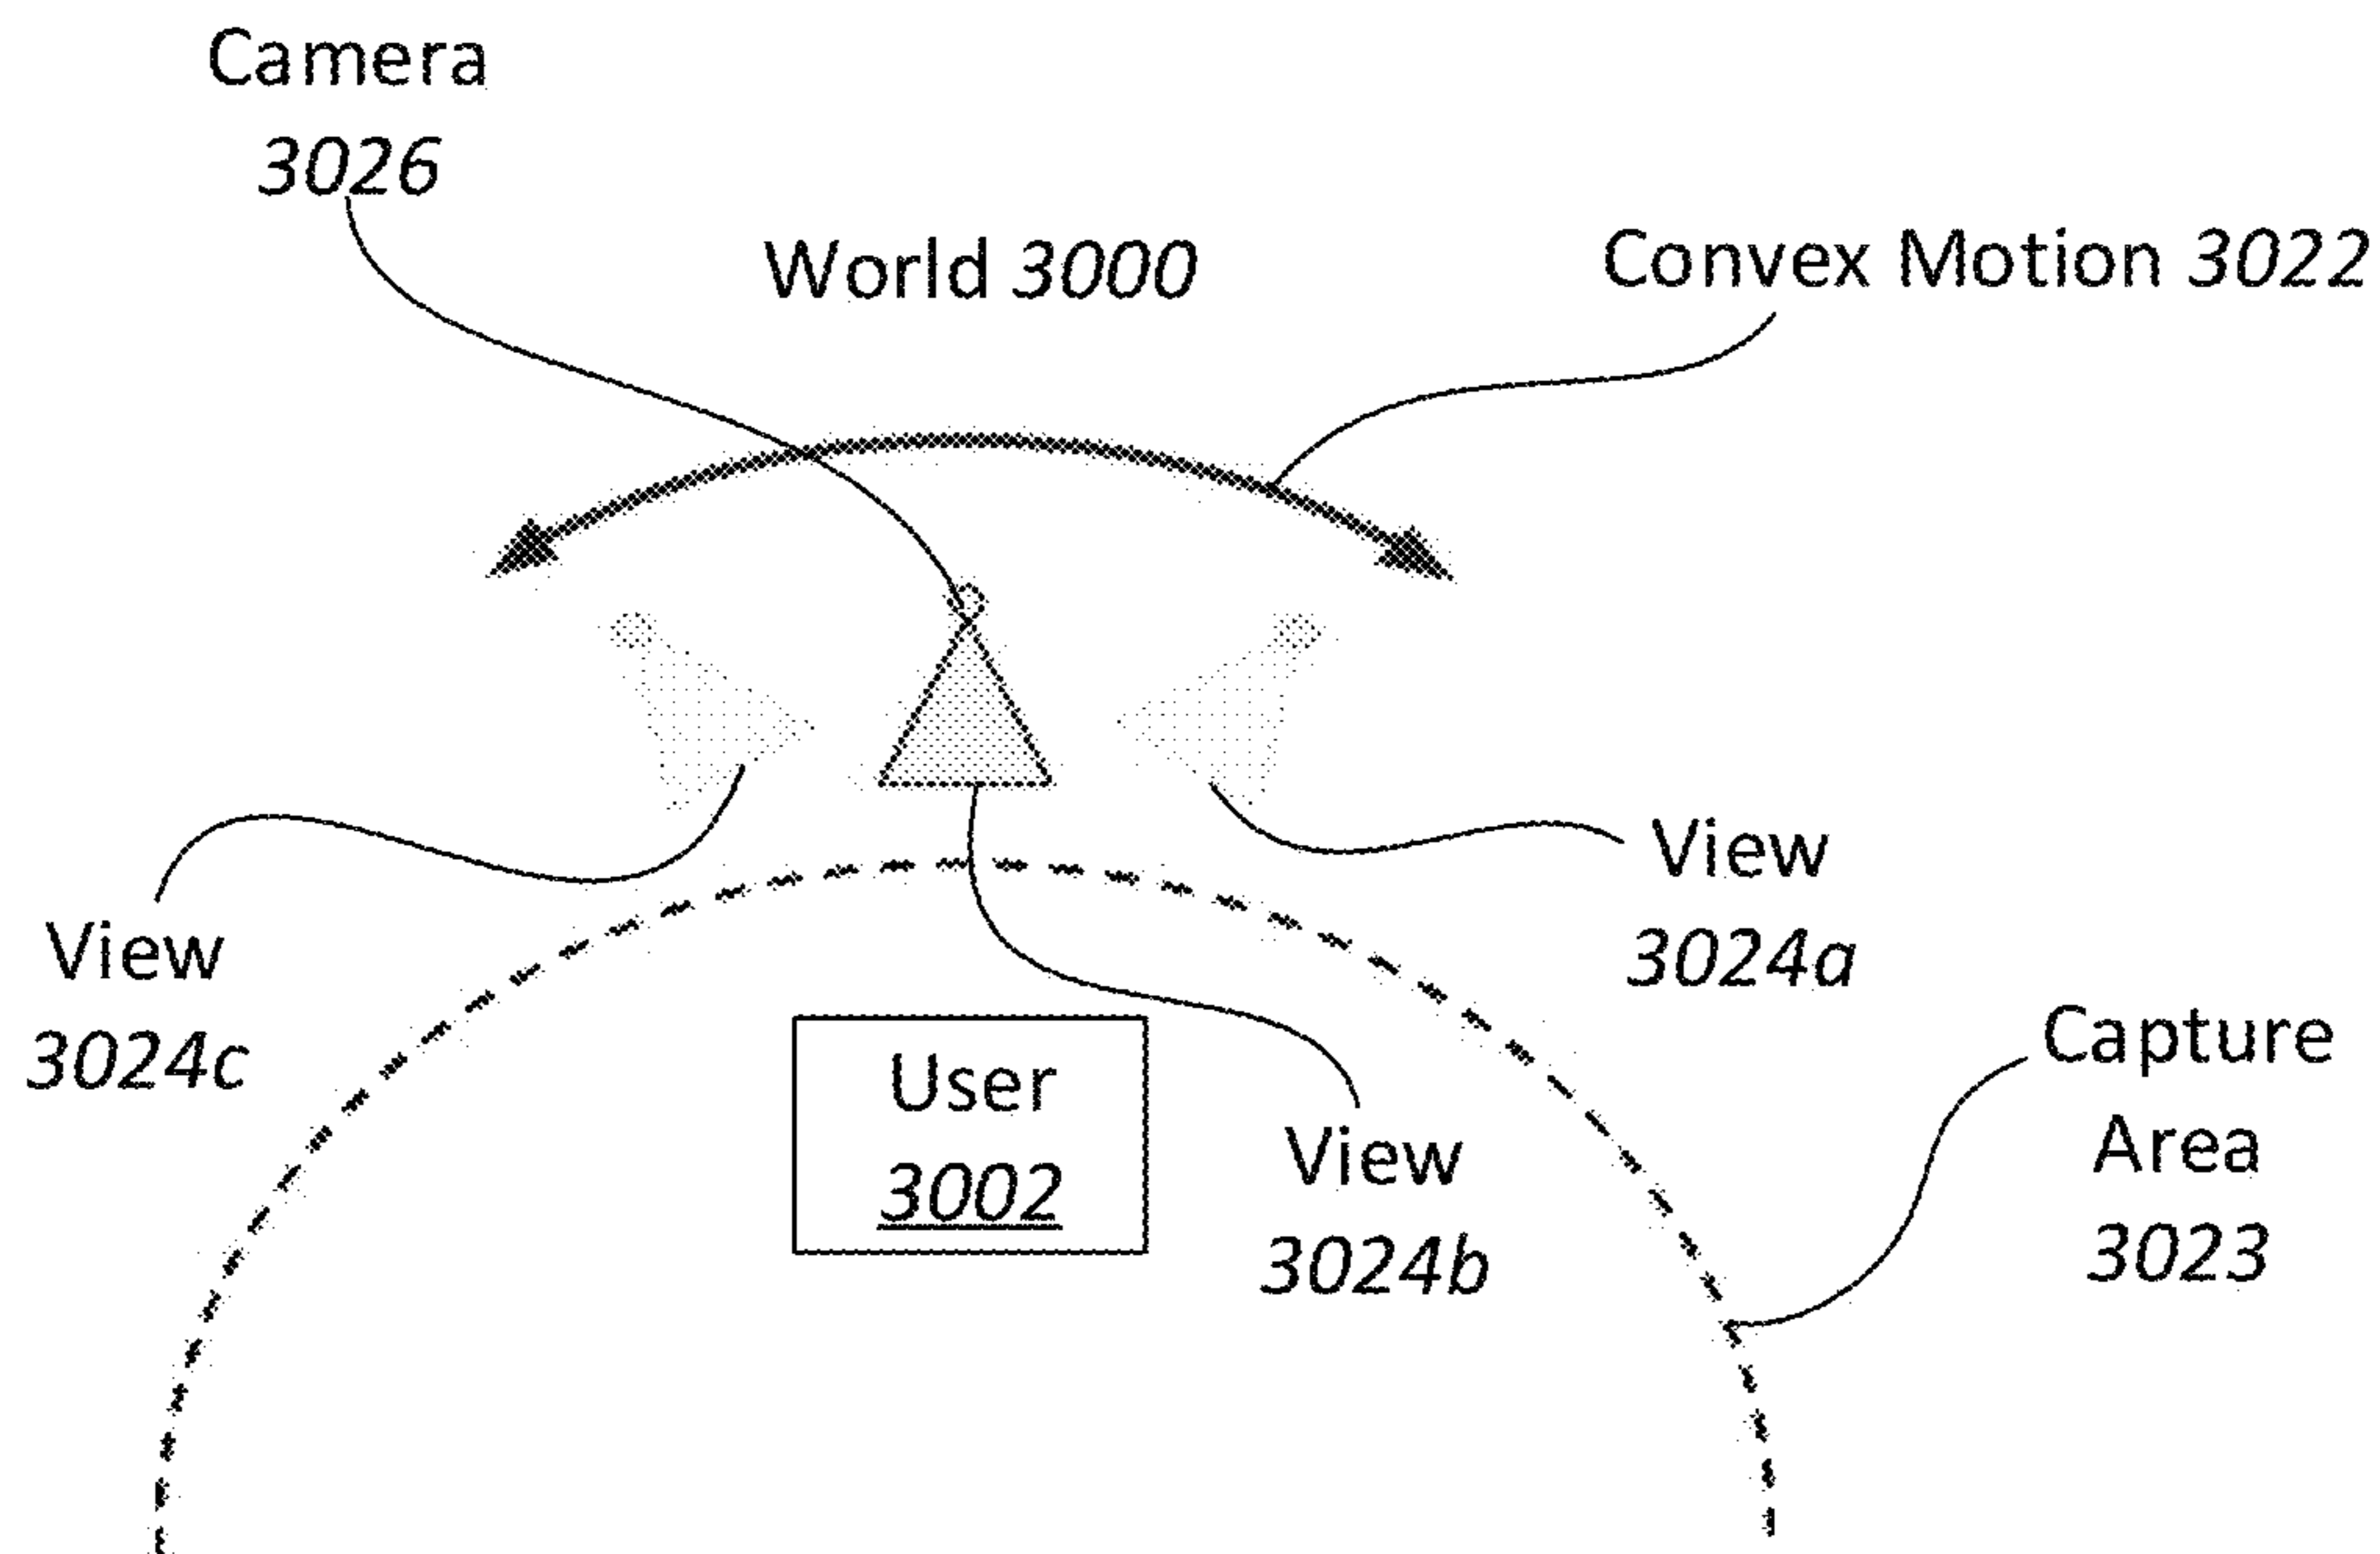 Camera
3026
World 3000
Convex Motion 3022
View
3024a
View
3024c
Capture
Area
3023
User
3002
View
3024b